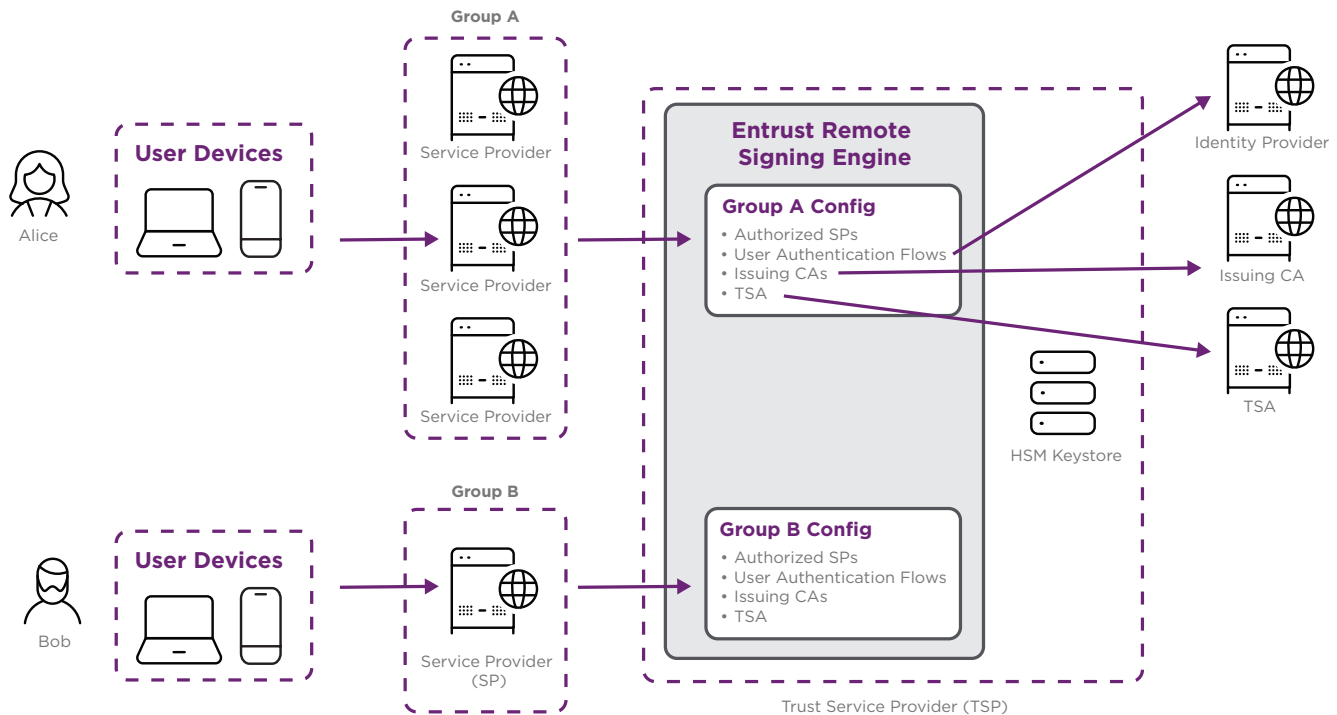 Group A
Service Provider
Service Provider
Service Provider
User Devices
Alice
Entrust Remote
Signing Engine
Group A Config
• Authorized SPs
• User Authentication Flows
• Issuing CAs
• TSA
Identity Provider
Issuing CA
TSA
HSM Keystore
Group B
User Devices
Bob
Service Provider
(SP)
Group B Config
• Authorized SPs
• User Authentication Flows
• Issuing CAs
• TSA
Trust Service Provider (TSP)